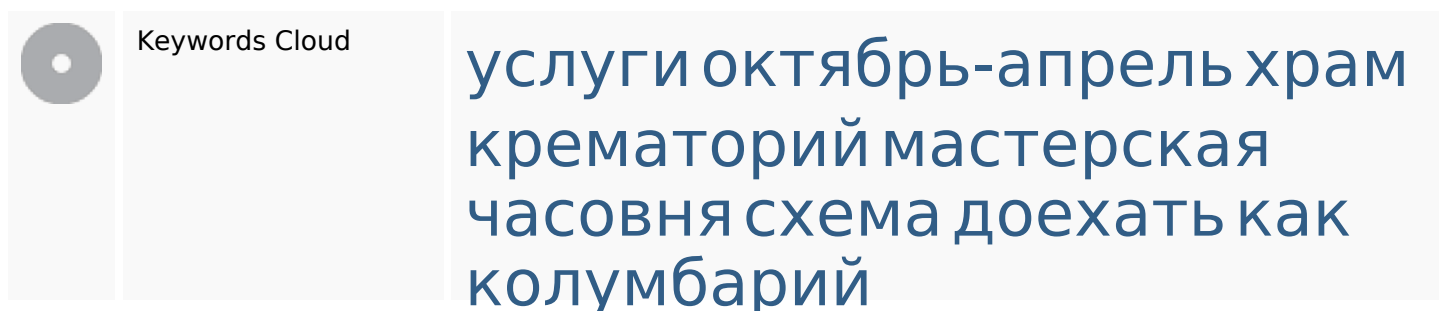 Keywords Cloud
услуги октябрь-апрель храм
крематорий мастерская
часовня схема доехать как
колумбарий